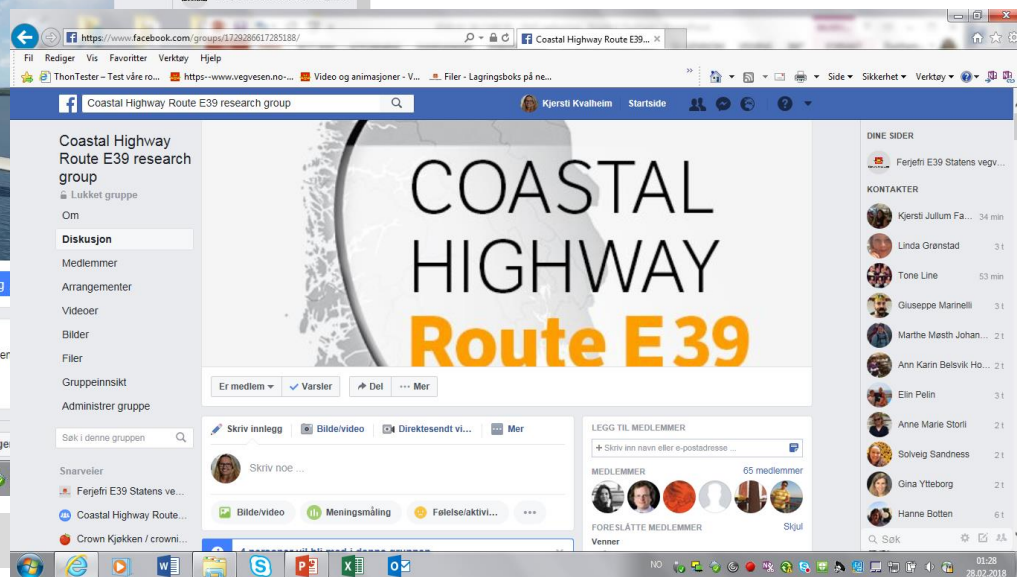 https://www.facebook.com/groups/1729286617285188/
Coastal Highway Route E39...
Fil Rediger Vis Favoritter Verktøy Hjelp
ThonTester – Test våre ro...
https--www.vegvesen.no-...
Video og animasjoner - V...
Filer - Lagringsboks på ne...
Side
Sikkerhet
Verktøy
Coastal Highway Route E39 research group
Kjersti Kvalheim
Startside
Coastal Highway
Route E39 research
group
Lukket gruppe
Om
Diskusjon
Medlemmer
Arrangementer
Videoer
Bilder
Filer
Gruppeinnsikt
Administrer gruppe
Søk i denne gruppen
Snarveier
Ferjefri E39 Statens ve...
Coastal Highway Route...
Crown Kjøkken / crowni...
COASTAL
HIGHWAY
Route E39
Er medlem
Varsler
Del
Mer
Skriv innlegg
Bilde/video
Direktesendt vi...
Mer
Skriv noe ...
Bilde/video
Meningsmåling
Følelse/aktivi...
4 personer vil bli med i denne gruppen
LEGG TIL MEDLEMMER
+ Skriv inn navn eller e-postadresse ...
MEDLEMMER
65 medlemmer
FORESLÅTTE MEDLEMMER
Skjul
Venner
DINE SIDER
Ferjefri E39 Statens vegv...
KONTAKTER
Kjersti Jullum Fa... 34 min
Linda Grønstad 3 t
Tone Line 53 min
Giuseppe Marinelli 3 t
Marthe Møsth Johan... 2 t
Ann Karin Belsvik Ho... 2 t
Elin Pelin 3 t
Anne Marie Storli 2 t
Solveig Sandness 2 t
Gina Ytteborg 2 t
Hanne Botten 6 t
Søk
NO
01:28
28.02.2018